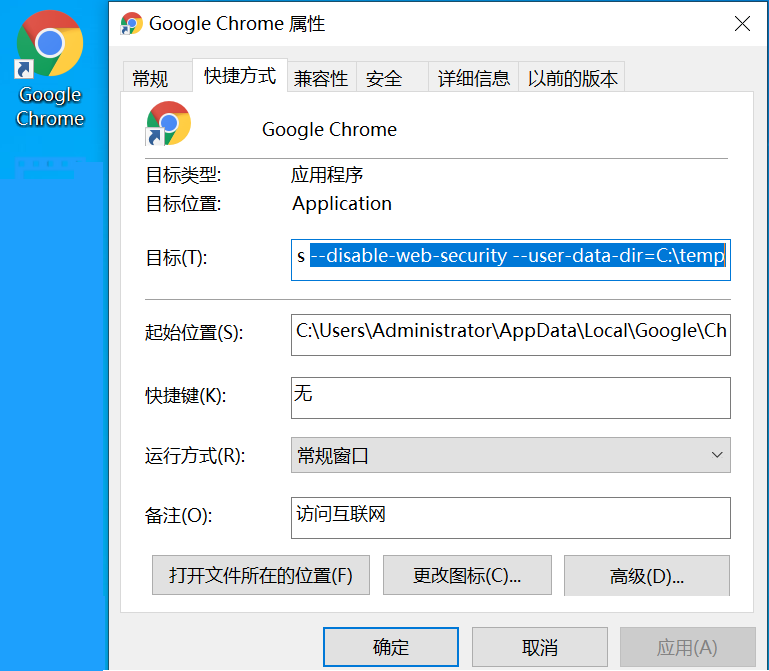 Google Chrome
Google Chrome 属性
常规 快捷方式 兼容性 安全 详细信息 以前的版本
Google Chrome
目标类型: 应用程序
目标位置: Application
目标(T): s --disable-web-security --user-data-dir=C:\temp
起始位置(S): C:\Users\Administrator\AppData\Local\Google\Ch
快捷键(K): 无
运行方式(R): 常规窗口
备注(O): 访问互联网
打开文件所在的位置(F) 更改图标(C)... 高级(D)...
确定 取消 应用(A)